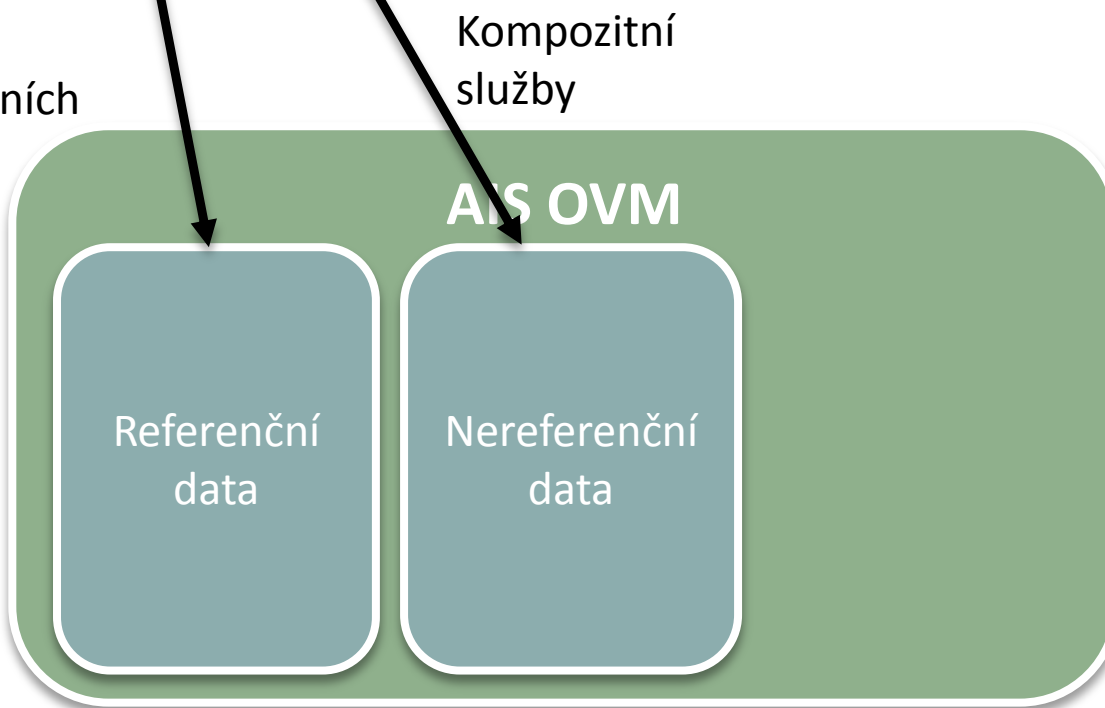 Kompozitní
služby
ních
AIS OVM
Referenční
data
Nereferenční
data